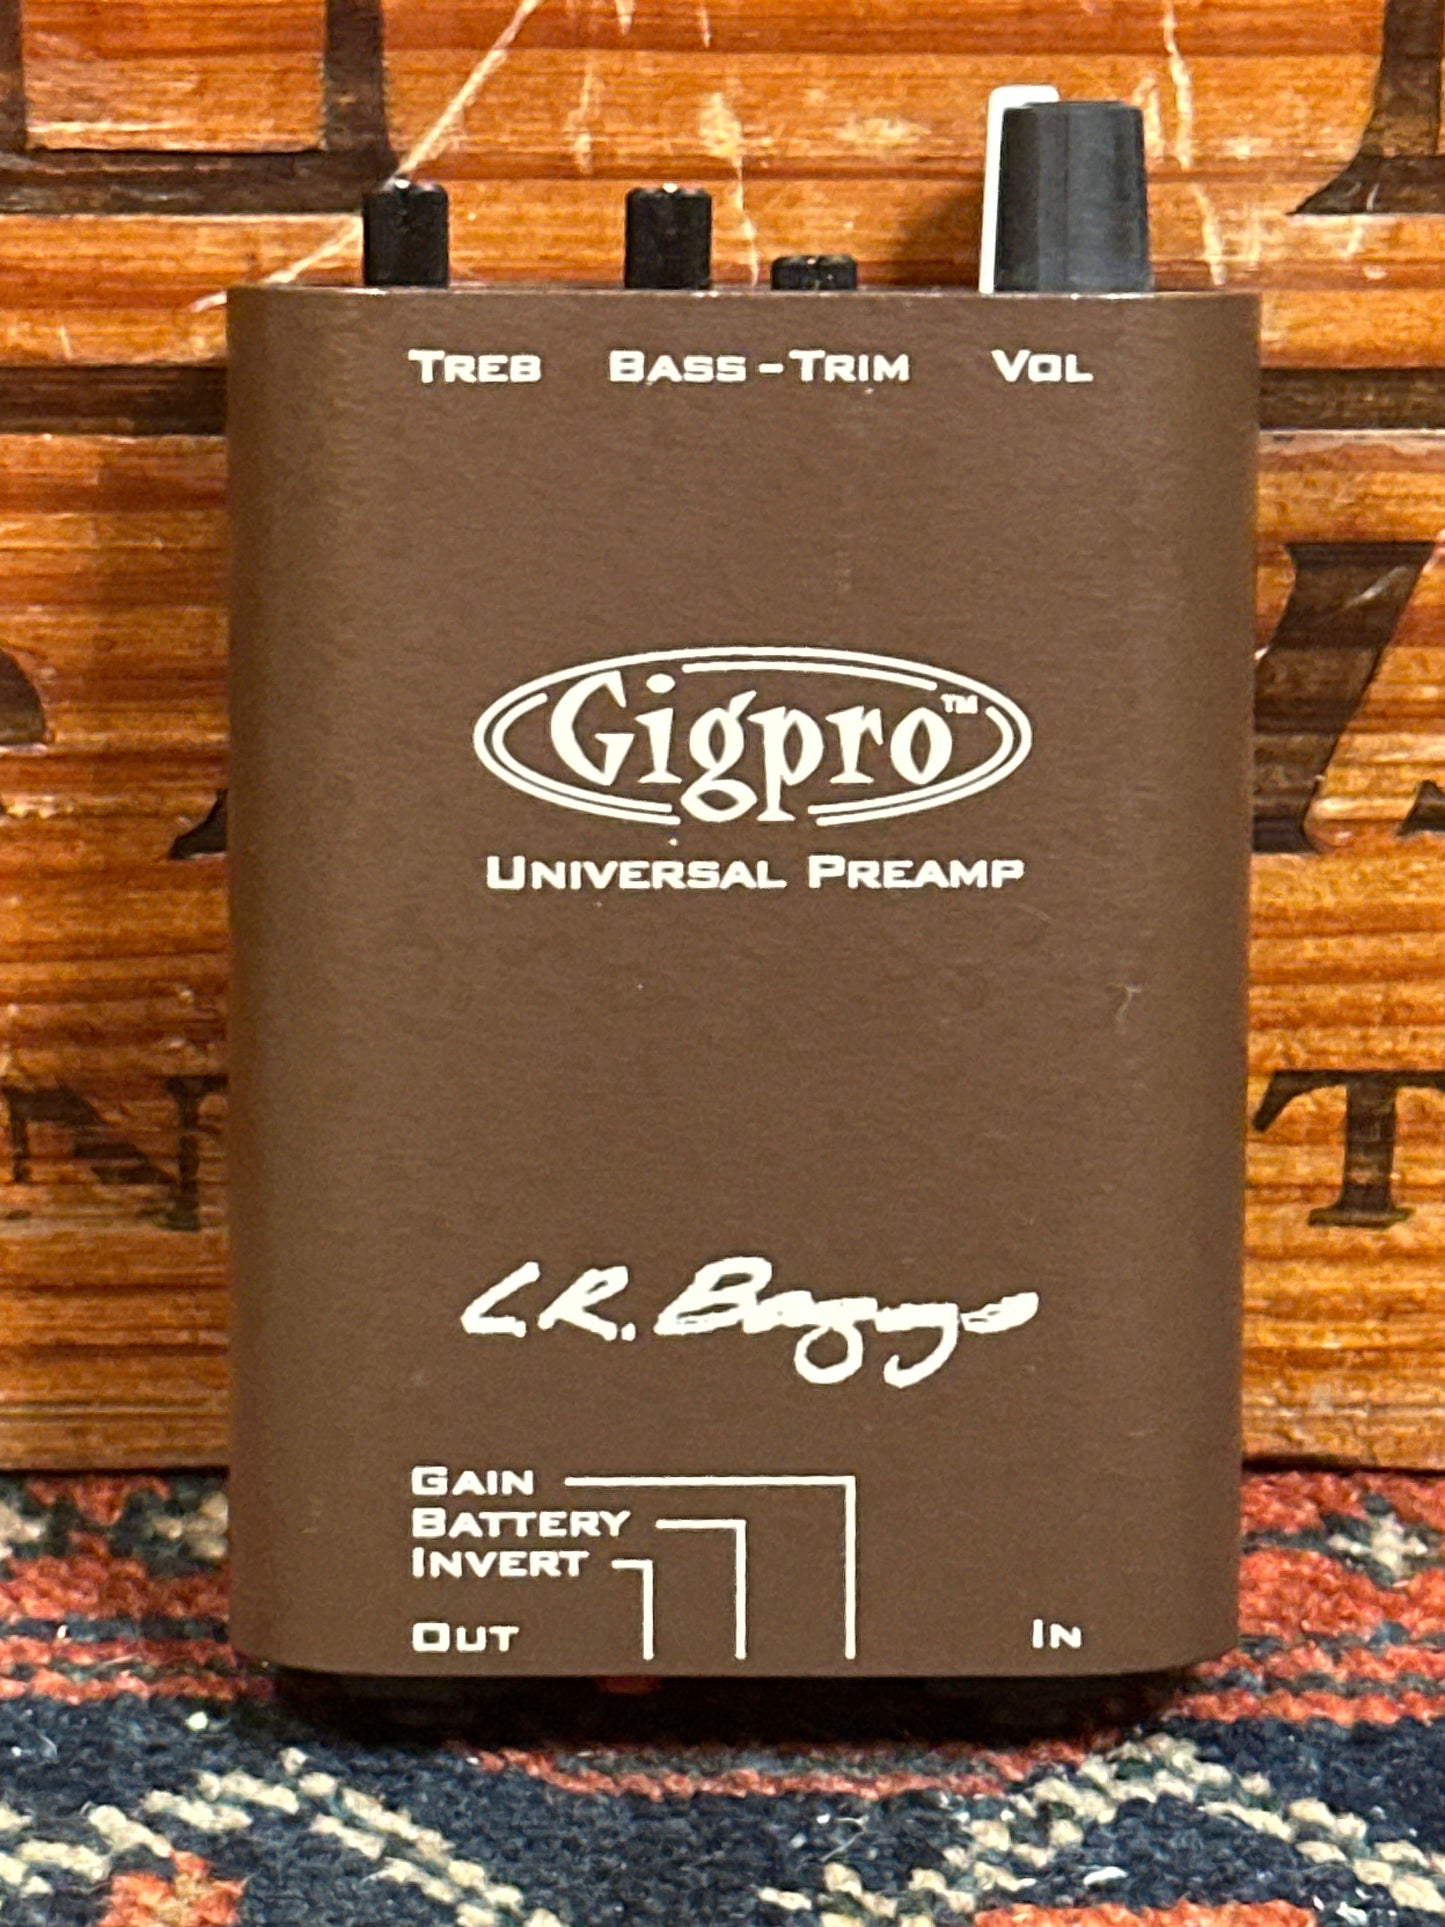 TREB BASS - TRIM VOL
Gigpro™
UNIVERSAL PREAMP
L.R. Baggs
GAIN
BATTERY
INVERT
OUT IN
N T